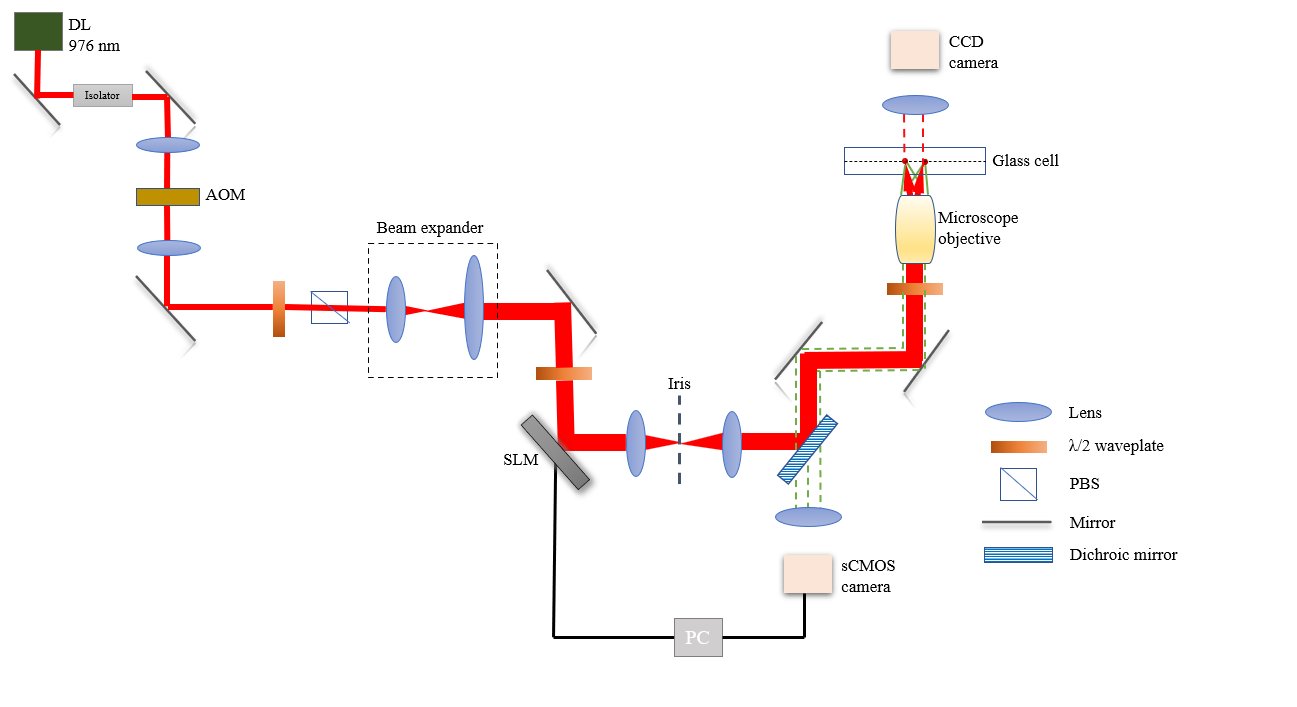 DL
976 nm
Isolator
AOM
Beam expander
SLM
Iris
CCD
camera
Glass cell
Microscope
objective
sCMOS
camera
PC
Lens
λ/2 waveplate
PBS
Mirror
Dichroic mirror